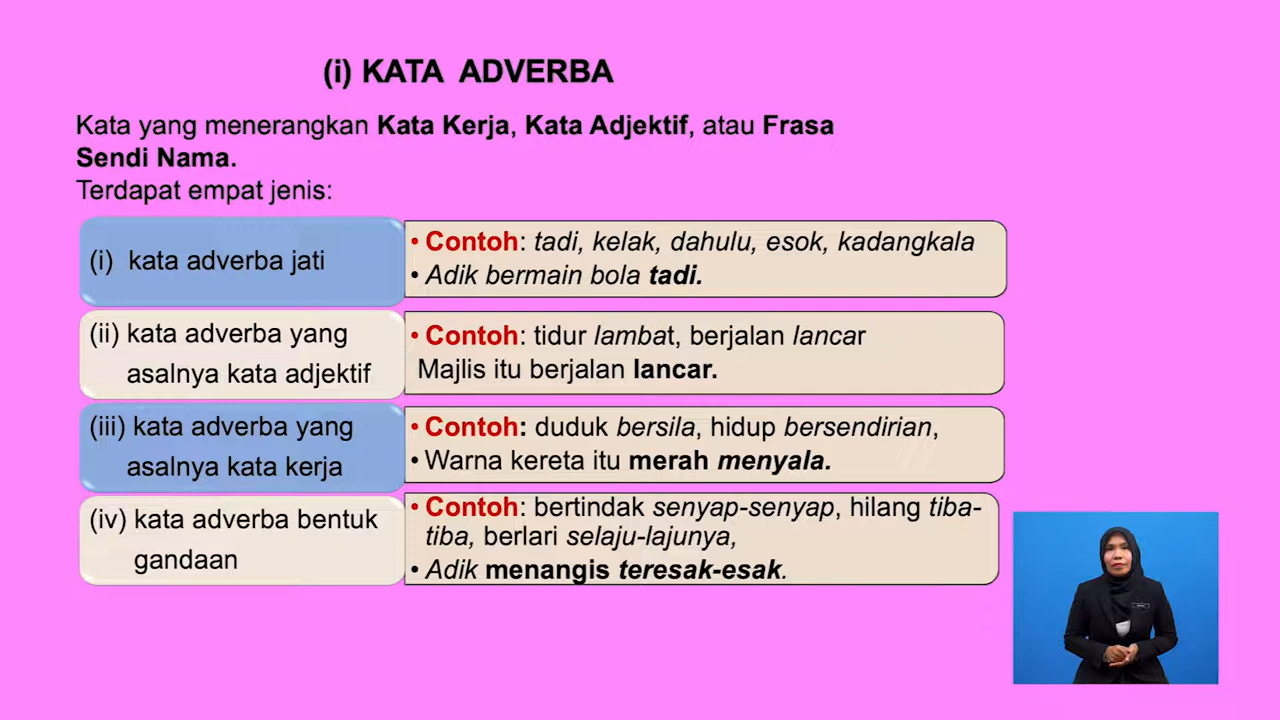 (i) KATA ADVERBA
Kata yang menerangkan Kata Kerja, Kata Adjektif, atau Frasa
Sendi Nama.
Terdapat empat jenis:
(i) kata adverba jati
• Contoh: tadi, kelak, dahulu, esok, kadangkala
• Adik bermain bola tadi.
(ii) kata adverba yang
asalnya kata adjektif
• Contoh: tidur lambat, berjalan lancar
Majlis itu berjalan lancar.
(iii) kata adverba yang
asalnya kata kerja
• Contoh: duduk bersila, hidup bersendirian,
• Warna kereta itu merah menyala.
(iv) kata adverba bentuk
gandaan
• Contoh: bertindak senyap-senyap, hilang tiba-
tiba, berlari selaju-lajunya,
• Adik menangis teresak-esak.